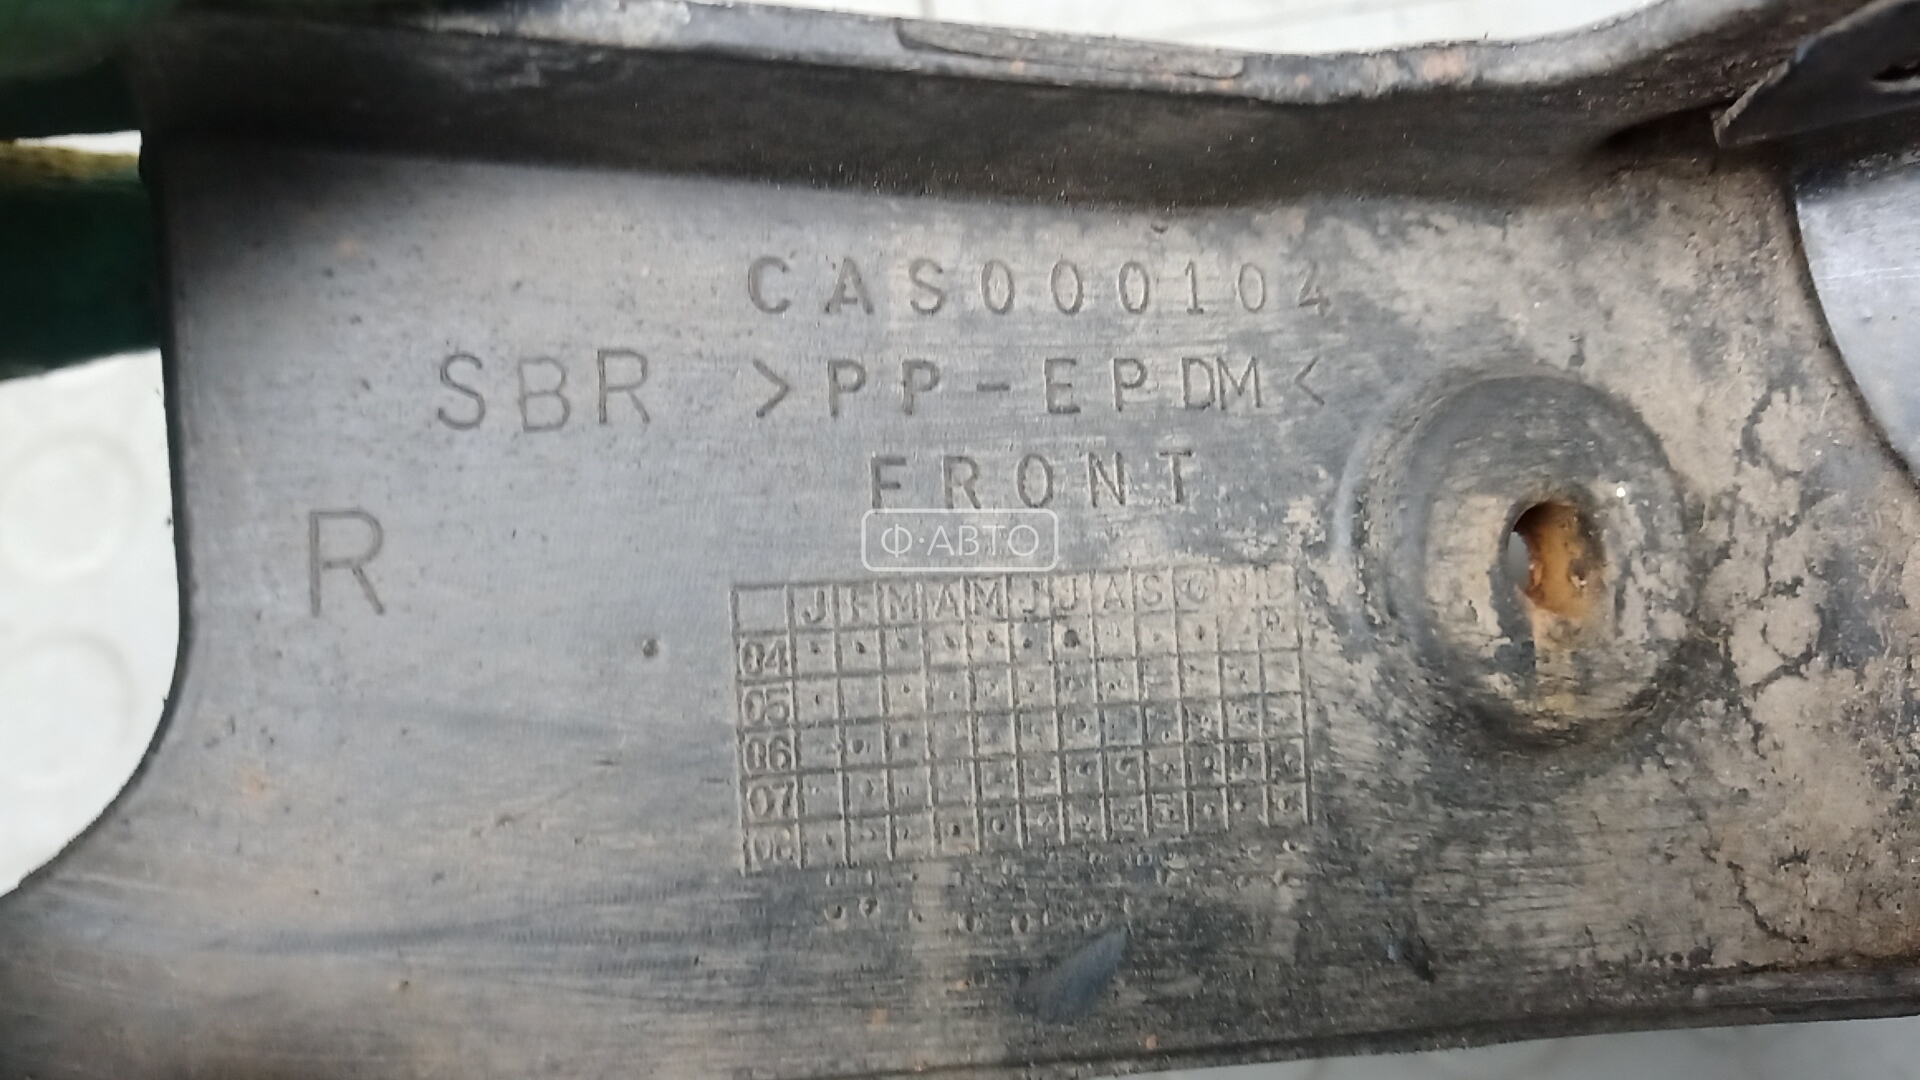 CAS000104
SBR >PP-EPDM<
FRONT
Ф·АВТО
R
J F M A M J J A S O N D
04
05
06
07
08